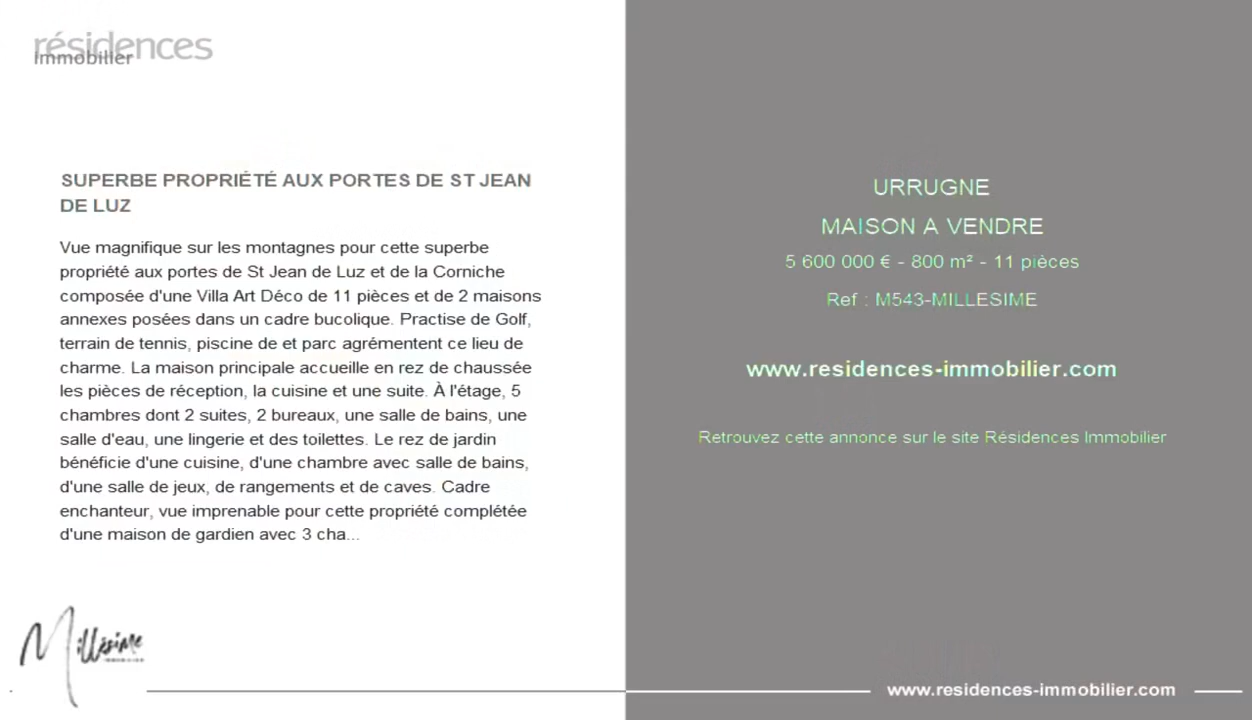 résidences
immobilier
SUPERBE PROPRIÉTÉ AUX PORTES DE ST JEAN
DE LUZ
Vue magnifique sur les montagnes pour cette superbe
propriété aux portes de St Jean de Luz et de la Corniche
composée d'une Villa Art Déco de 11 pièces et de 2 maisons
annexes posées dans un cadre bucolique. Practise de Golf,
terrain de tennis, piscine de et parc agrémentent ce lieu de
charme. La maison principale accueille en rez de chaussée
les pièces de réception, la cuisine et une suite. À l'étage, 5
chambres dont 2 suites, 2 bureaux, une salle de bains, une
salle d'eau, une lingerie et des toilettes. Le rez de jardin
bénéficie d'une cuisine, d'une chambre avec salle de bains,
d'une salle de jeux, de rangements et de caves. Cadre
enchanteur, vue imprenable pour cette propriété complétée
d'une maison de gardien avec 3 cha...
Millésime
URRUGNE
MAISON A VENDRE
5 600 000 € - 800 m² - 11 pièces
Ref : M543-MILLESIME
www.residences-immobilier.com
Retrouvez cette annonce sur le site Résidences Immobilier
www.residences-immobilier.com